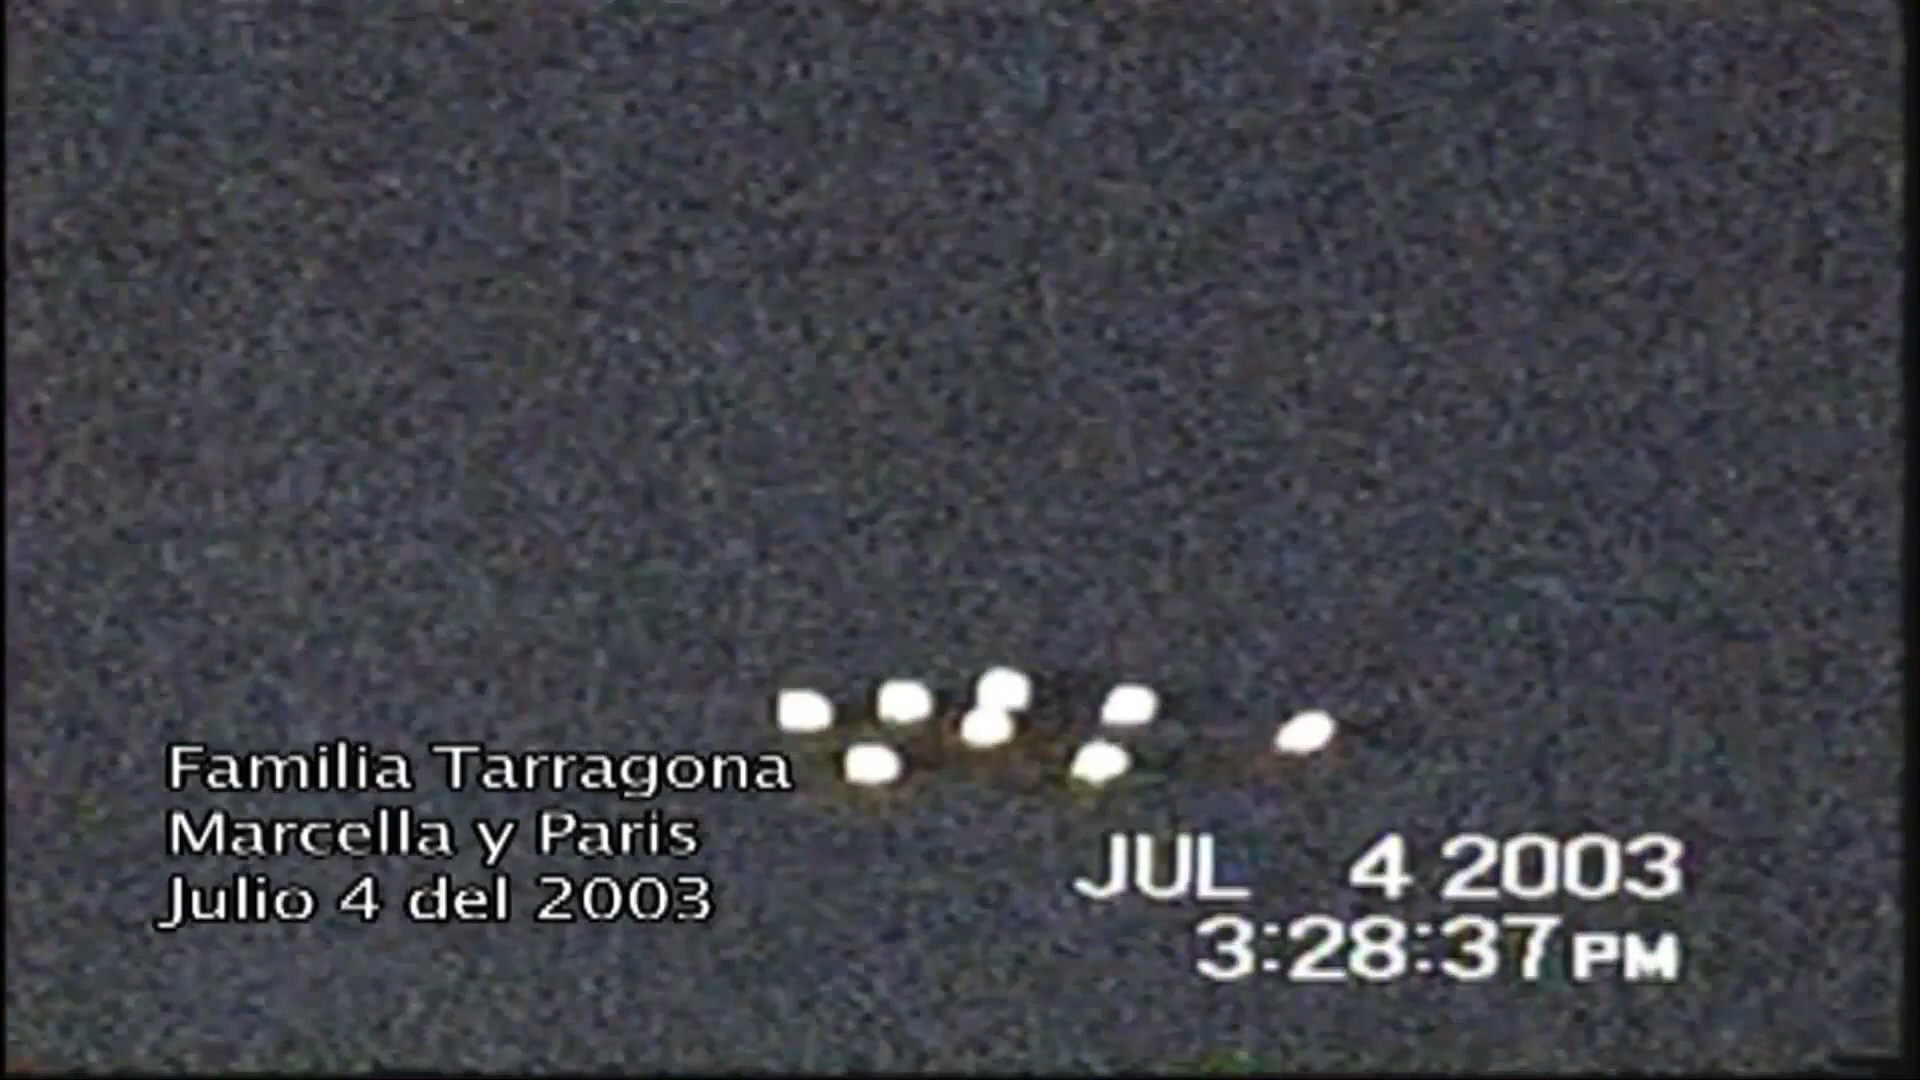 Familia Tarragona
Marcella y Paris
Julio 4 del 2003
JUL 4 2003
3:28:37 PM